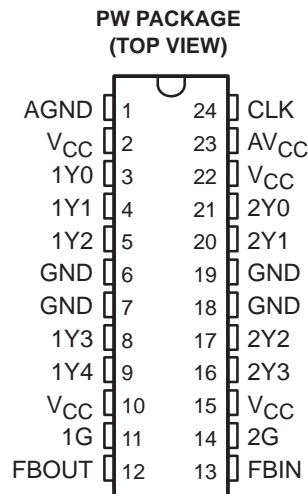 PW PACKAGE
(TOP VIEW)
AGND 1 24 CLK
VCC 2 23 AVCC
1Y0 3 22 VCC
1Y1 4 21 2Y0
1Y2 5 20 2Y1
GND 6 19 GND
GND 7 18 GND
1Y3 8 17 2Y2
1Y4 9 16 2Y3
VCC 10 15 VCC
1G 11 14 2G
FBOUT 12 13 FBIN